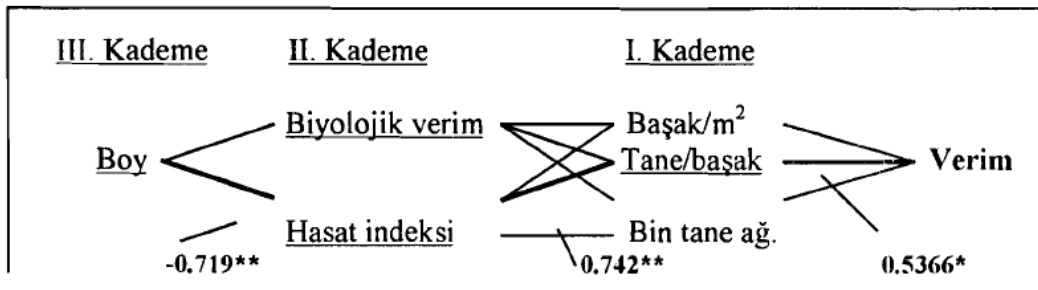 III. Kademe II. Kademe I. Kademe
Biyolojik verim Başak/m²
Boy Tane/başak Verim
Hasat indeksi Bin tane ağ.
-0.719** 0.742** 0.5366*